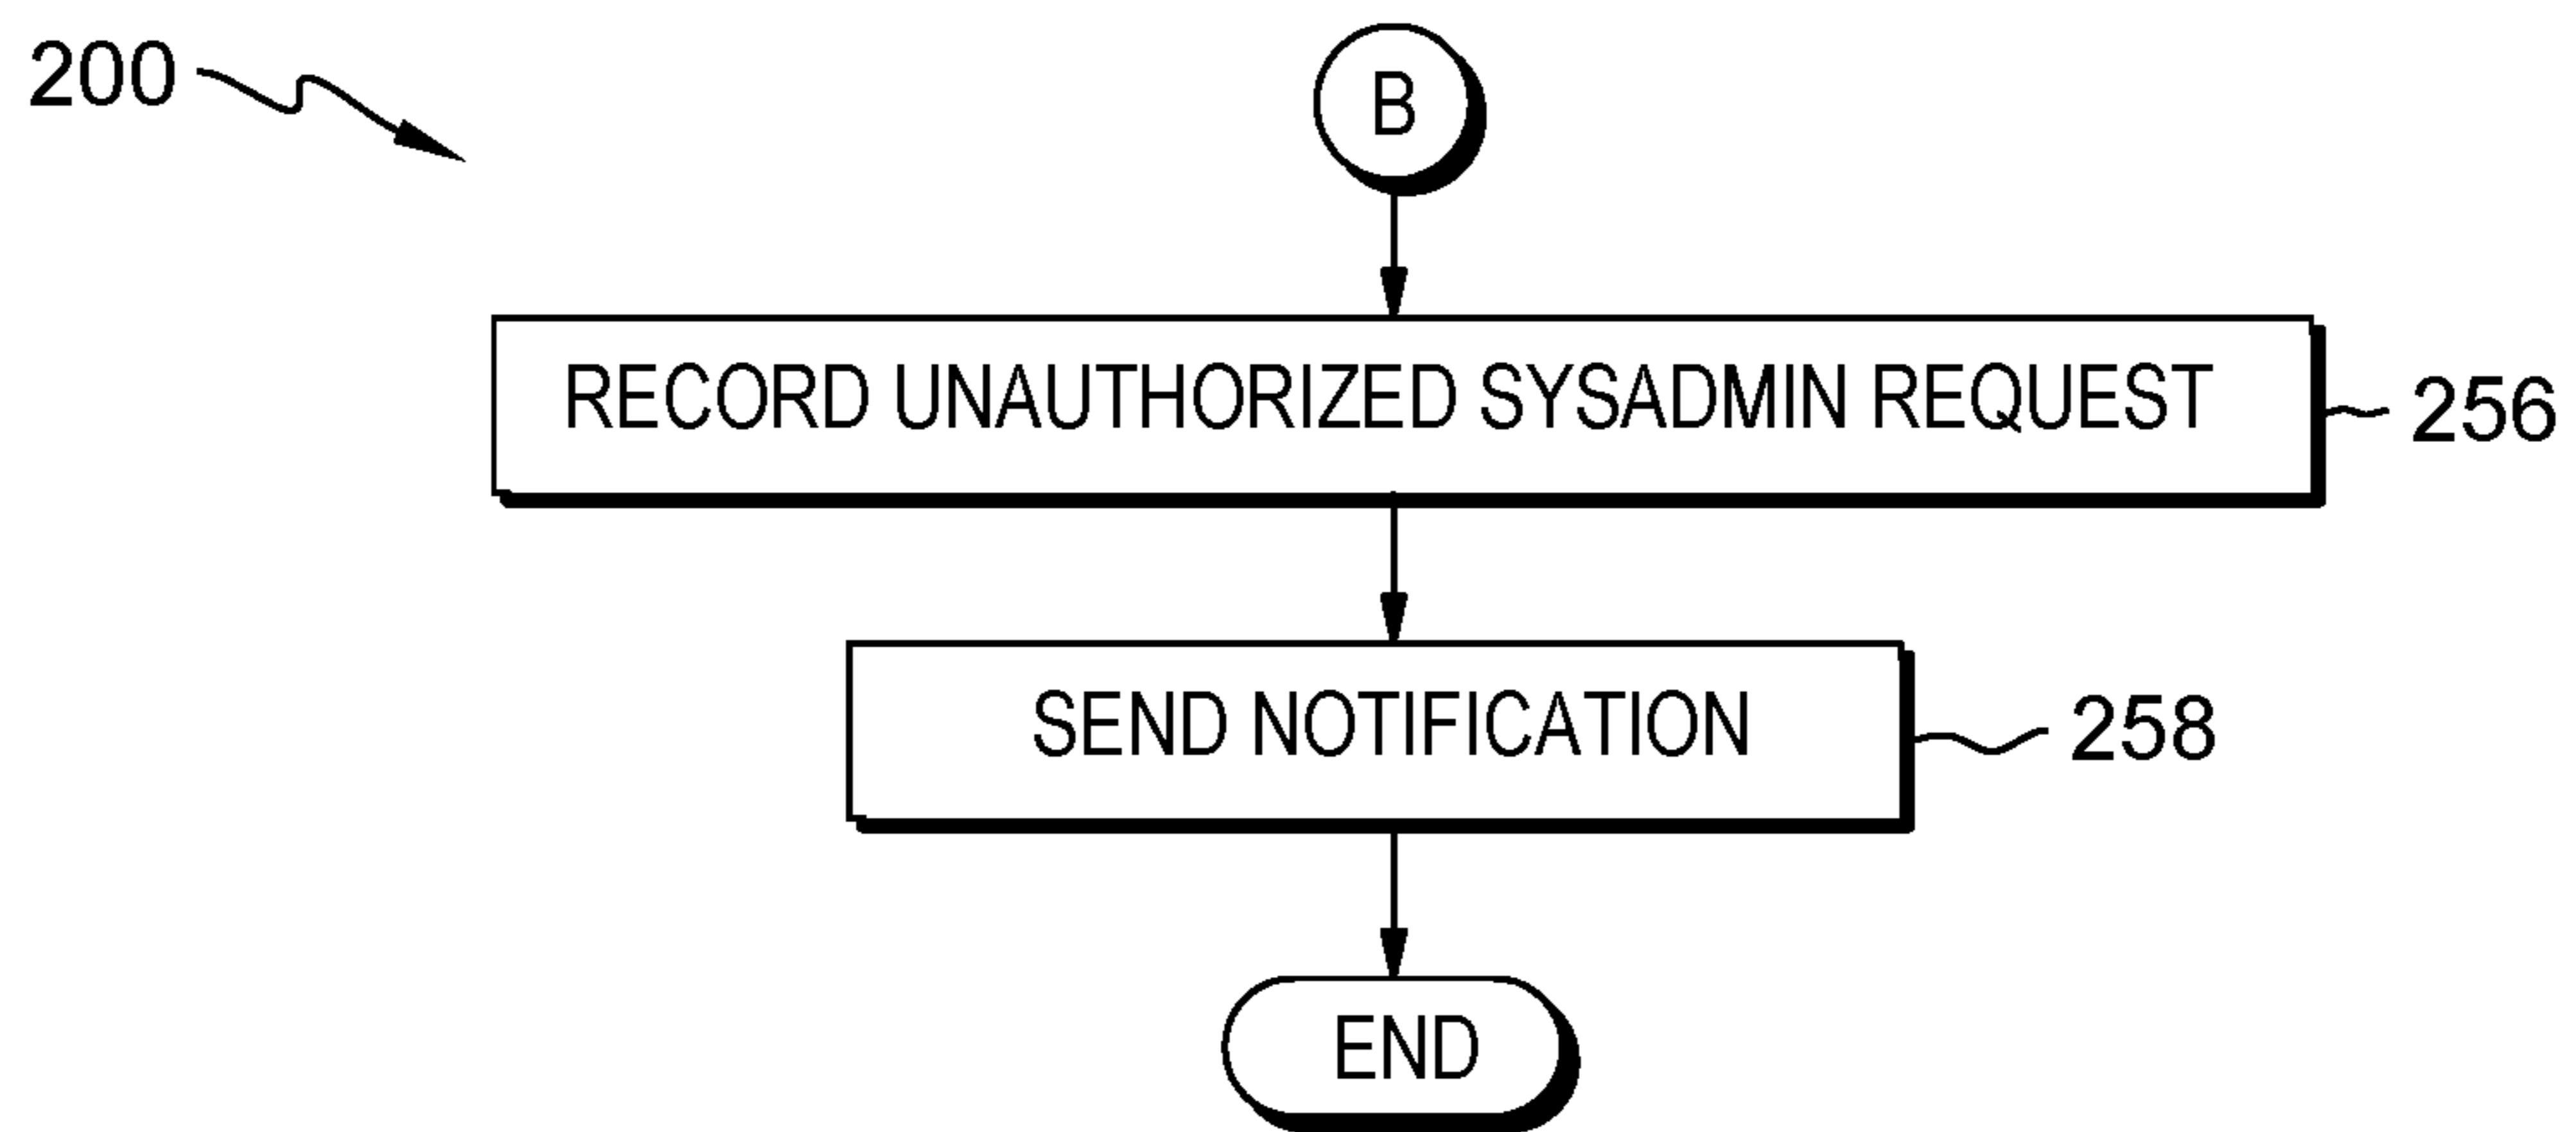 200
B
RECORD UNAUTHORIZED SYSADMIN REQUEST
256
SEND NOTIFICATION
258
END